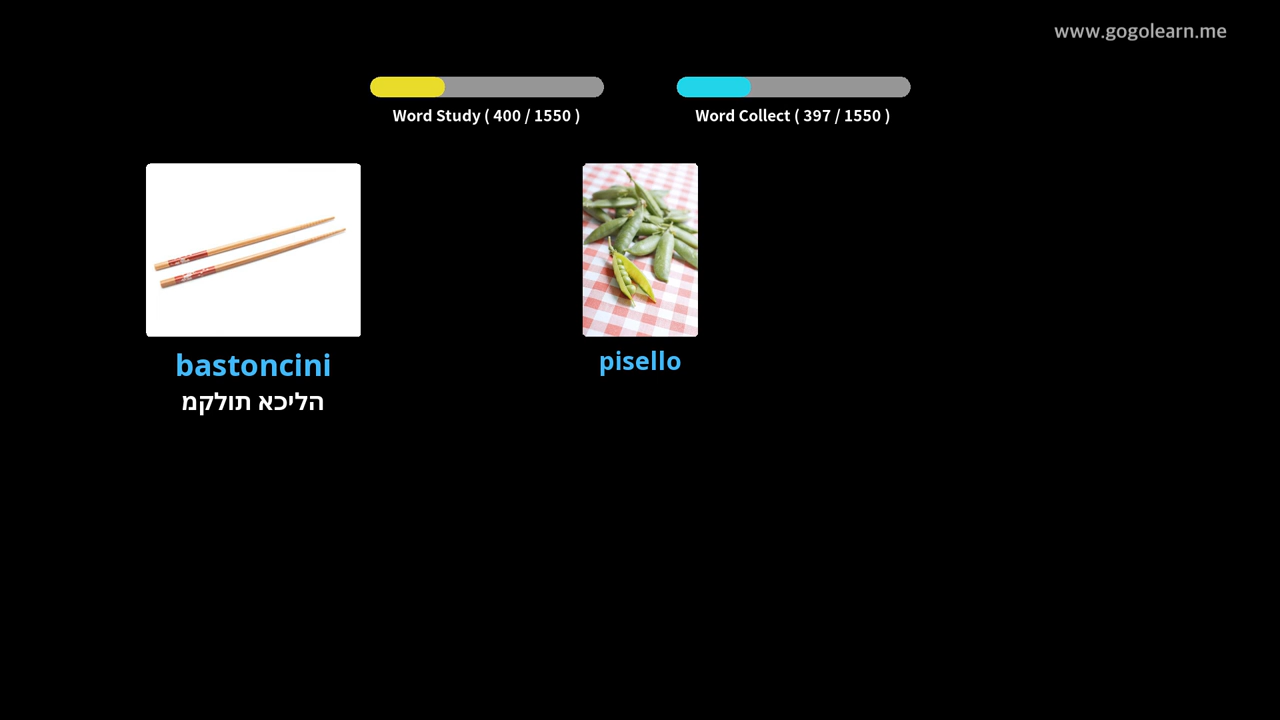 www.gogolearn.me
Word Study ( 400 / 1550 )
Word Collect ( 397 / 1550 )
bastoncini
הליכא תולקמ
pisello